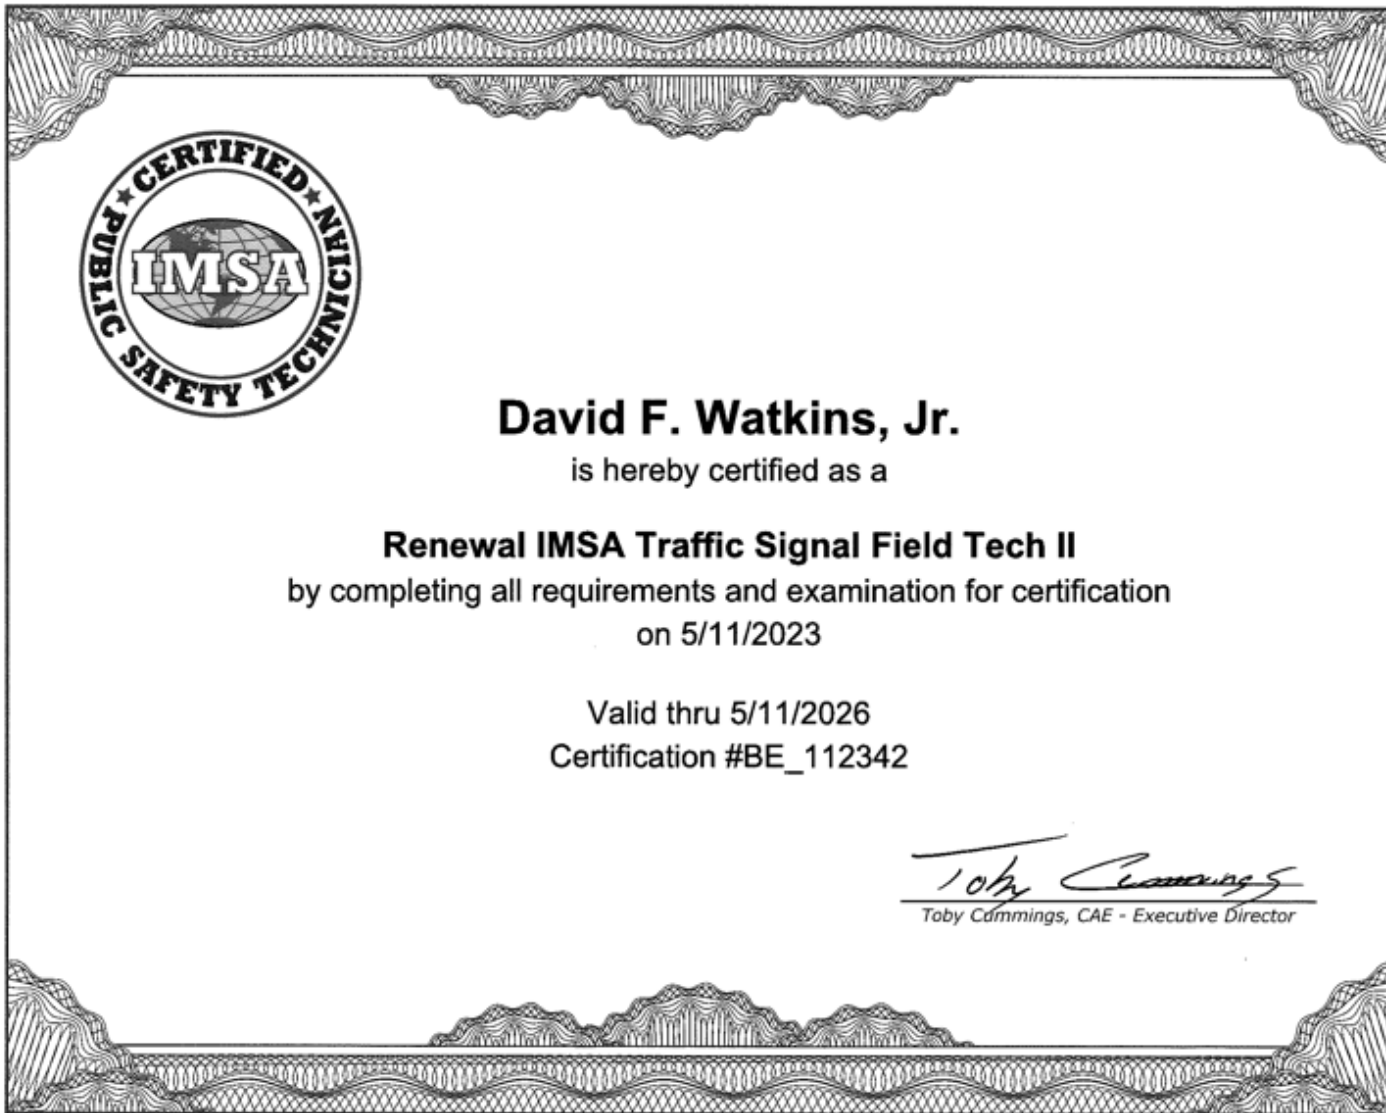 ★ CERTIFIED ★
PUBLIC SAFETY TECHNICIAN
IMSA
David F. Watkins, Jr.
is hereby certified as a
Renewal IMSA Traffic Signal Field Tech II
by completing all requirements and examination for certification
on 5/11/2023
Valid thru 5/11/2026
Certification #BE_112342
Toby Cummings
Toby Cummings, CAE - Executive Director